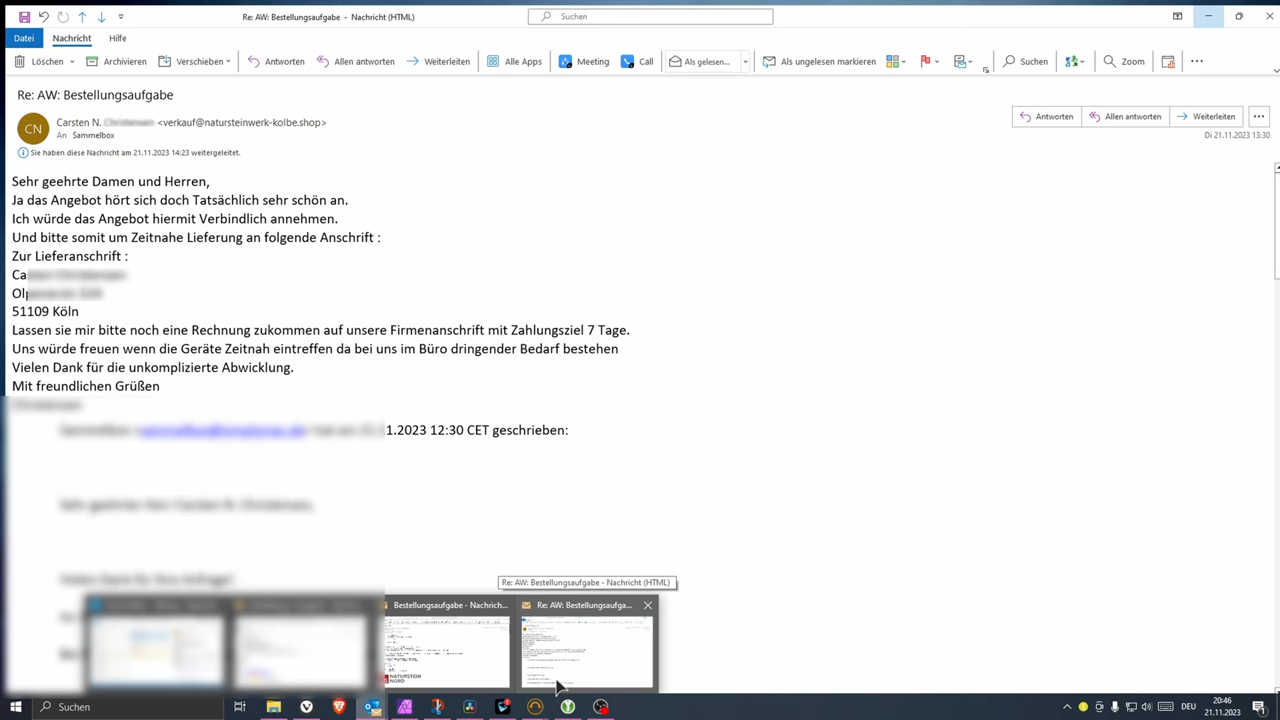 Re: AW: Bestellungsaufgabe - Nachricht (HTML)
Suchen
Datei
Nachricht
Hilfe
Löschen
Archivieren
Verschieben
Antworten
Allen antworten
Weiterleiten
Alle Apps
Meeting
Call
Als gelesen...
Als ungelesen markieren
Suchen
Zoom
Re: AW: Bestellungsaufgabe
CN
Carsten N. <verkauf@natursteinwerk-kolbe.shop>
An Sammelbox
Sie haben diese Nachricht am 21.11.2023 14:23 weitergeleitet.
Antworten
Allen antworten
Weiterleiten
Di 21.11.2023 13:30
Sehr geehrte Damen und Herren,
Ja das Angebot hört sich doch Tatsächlich sehr schön an.
Ich würde das Angebot hiermit Verbindlich annehmen.
Und bitte somit um Zeitnahe Lieferung an folgende Anschrift :
Zur Lieferanschrift :
Ca
Ol
51109 Köln
Lassen sie mir bitte noch eine Rechnung zukommen auf unsere Firmenanschrift mit Zahlungsziel 7 Tage.
Uns würde freuen wenn die Geräte Zeitnah eintreffen da bei uns im Büro dringender Bedarf bestehen
Vielen Dank für die unkomplizierte Abwicklung.
Mit freundlichen Grüßen
1.2023 12:30 CET geschrieben:
Re: AW: Bestellungsaufgabe - Nachricht (HTML)
Bestellungsaufgabe - Nachrich...
Re: AW: Bestellungsaufga...
NATURSTEIN
NORD
Suchen
DEU
20:46
21.11.2023